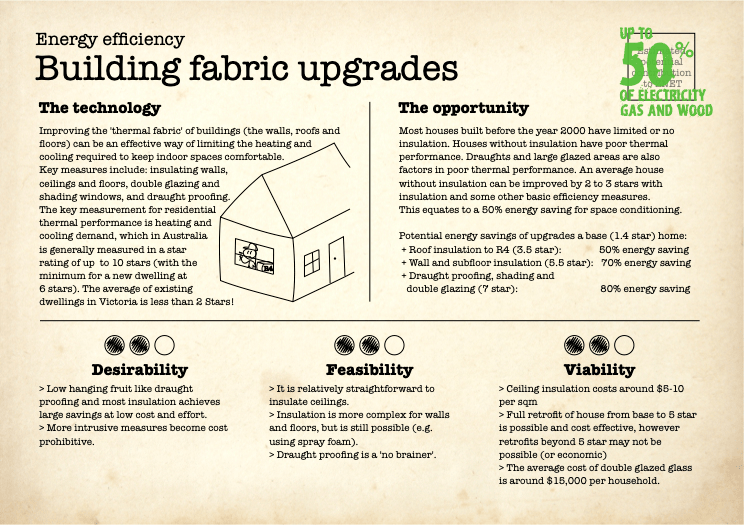 Energy efficiency
Building fabric upgrades
UP TO
50%
OF ELECTRICITY
GAS AND WOOD
The technology
Improving the 'thermal fabric' of buildings (the walls, roofs and
floors) can be an effective way of limiting the heating and
cooling required to keep indoor spaces comfortable.
Key measures include: insulating walls,
ceilings and floors, double glazing and
shading windows, and draught proofing.
The key measurement for residential
thermal performance is heating and
cooling demand, which in Australia
is generally measured in a star
rating of up to 10 stars (with the
minimum for a new dwelling at
6 stars). The average of existing
dwellings in Victoria is less than 2 Stars!
The opportunity
Most houses built before the year 2000 have limited or no
insulation. Houses without insulation have poor thermal
performance. Draughts and large glazed areas are also
factors in poor thermal performance. An average house
without insulation can be improved by 2 to 3 stars with
insulation and some other basic efficiency measures.
This equates to a 50% energy saving for space conditioning.
Potential energy savings of upgrades a base (1.4 star) home:
+ Roof insulation to R4 (3.5 star): 50% energy saving
+ Wall and subfloor insulation (5.5 star): 70% energy saving
+ Draught proofing, shading and
double glazing (7 star): 80% energy saving
Desirability
> Low hanging fruit like draught
proofing and most insulation achieves
large savings at low cost and effort.
> More intrusive measures become cost
prohibitive.
Feasibility
> It is relatively straightforward to
insulate ceilings.
> Insulation is more complex for walls
and floors, but is still possible (e.g.
using spray foam).
> Draught proofing is a 'no brainer'.
Viability
> Ceiling insulation costs around $5-10
per sqm
> Full retrofit of house from base to 5 star
is possible and cost effective, however
retrofits beyond 5 star may not be
possible (or economic)
> The average cost of double glazed glass
is around $15,000 per household.